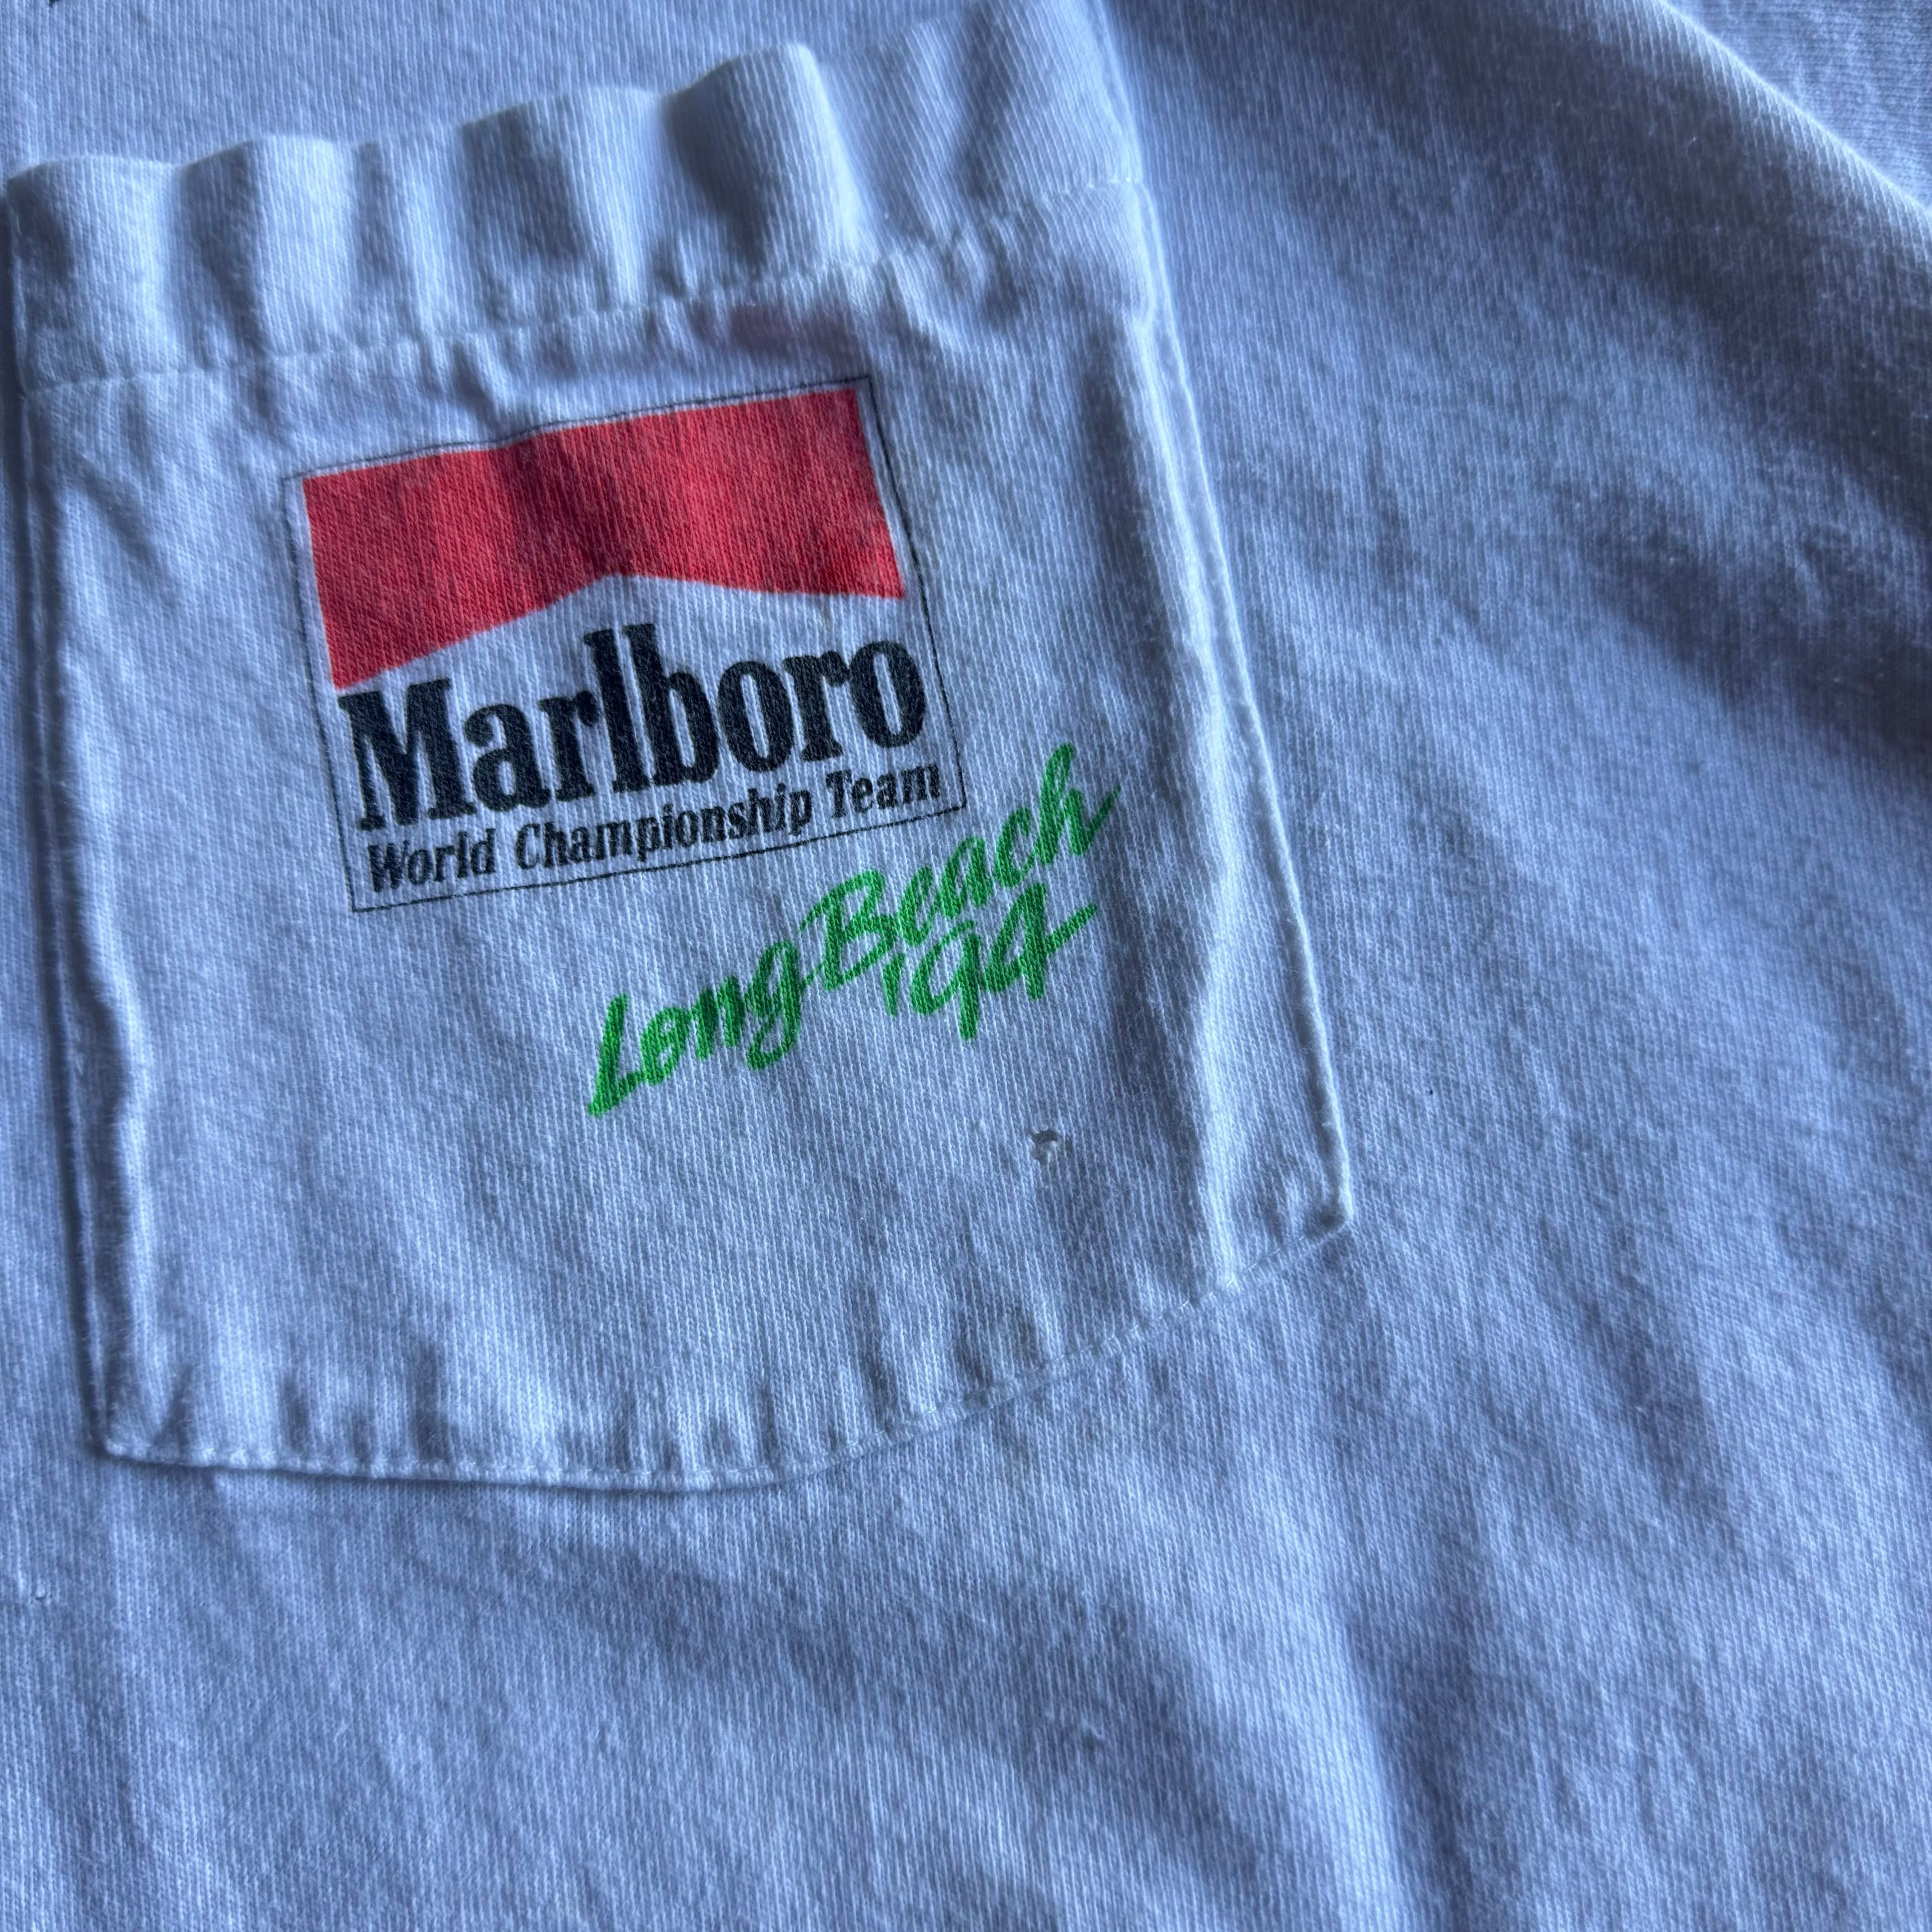 Marlboro
World Championship Team
Long Beach
'94